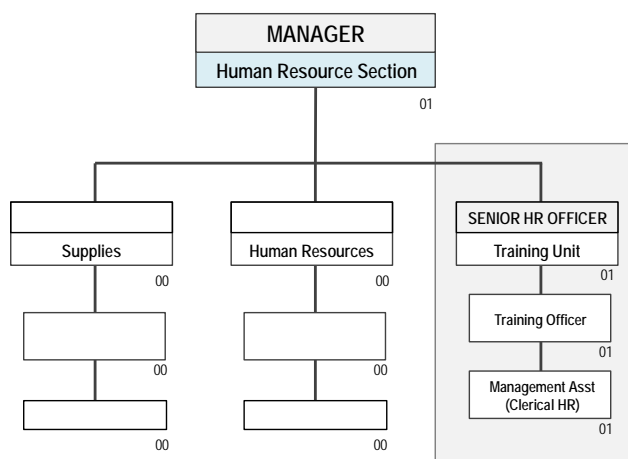 MANAGER
Human Resource Section
01
SENIOR HR OFFICER
Supplies
Human Resources
Training Unit
00
00
01
Training Officer
00
00
01
Management Asst
(Clerical HR)
00
00
01